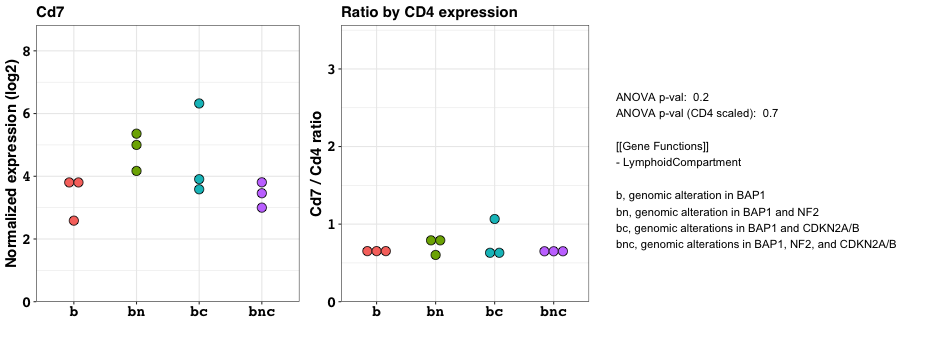 Cd7
Normalized expression (log2)
8
6
4
2
0
b bn bc bnc
Ratio by CD4 expression
Cd7 / Cd4 ratio
3
2
1
0
b bn bc bnc
ANOVA p-val: 0.2
ANOVA p-val (CD4 scaled): 0.7
[[Gene Functions]]
- LymphoidCompartment
b, genomic alteration in BAP1
bn, genomic alteration in BAP1 and NF2
bc, genomic alterations in BAP1 and CDKN2A/B
bnc, genomic alterations in BAP1, NF2, and CDKN2A/B